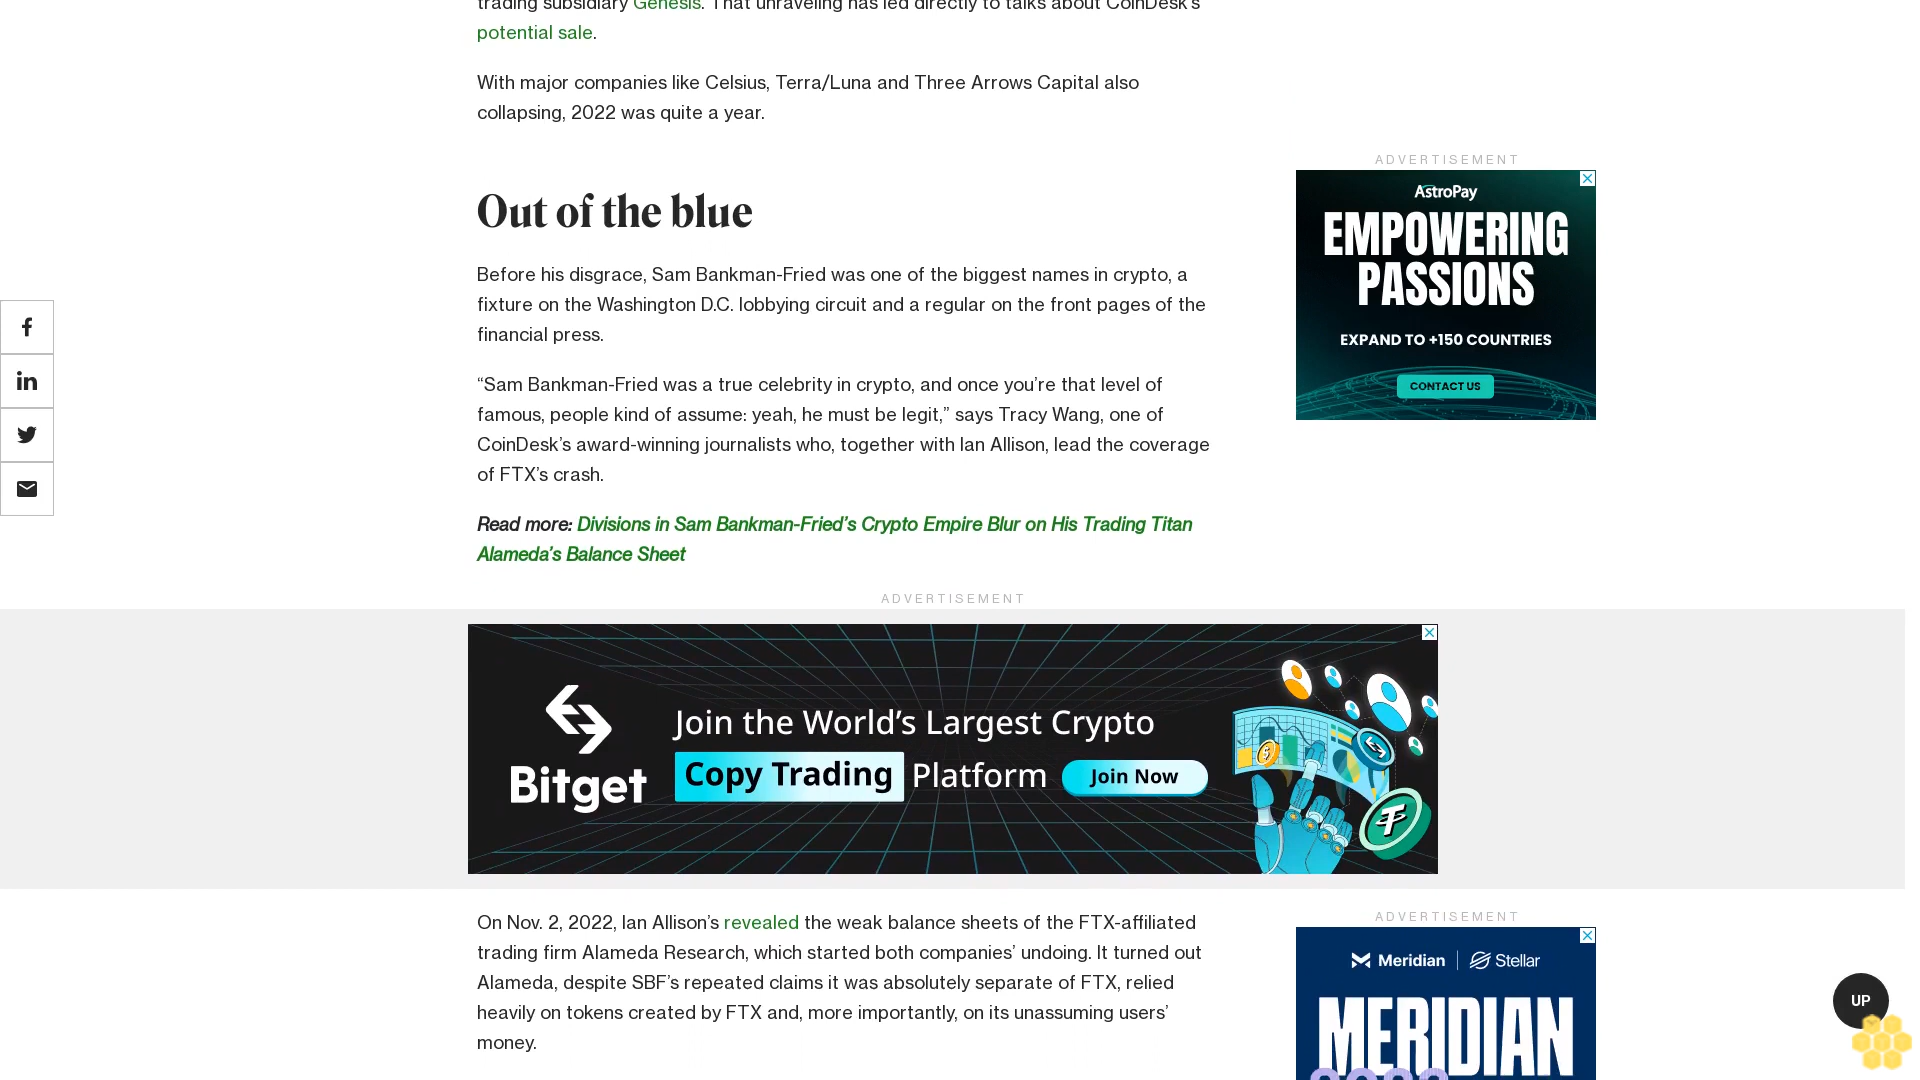 trading subsidiary Genesis. That unraveling has led directly to talks about CoinDesk's
potential sale.
With major companies like Celsius, Terra/Luna and Three Arrows Capital also
collapsing, 2022 was quite a year.
ADVERTISEMENT
AstroPay
EMPOWERING
PASSIONS
EXPAND TO +150 COUNTRIES
CONTACT US
Out of the blue
Before his disgrace, Sam Bankman-Fried was one of the biggest names in crypto, a
fixture on the Washington D.C. lobbying circuit and a regular on the front pages of the
financial press.
“Sam Bankman-Fried was a true celebrity in crypto, and once you’re that level of
famous, people kind of assume: yeah, he must be legit,” says Tracy Wang, one of
CoinDesk’s award-winning journalists who, together with Ian Allison, lead the coverage
of FTX’s crash.
Read more: Divisions in Sam Bankman-Fried’s Crypto Empire Blur on His Trading Titan
Alameda’s Balance Sheet
ADVERTISEMENT
Bitget
Join the World’s Largest Crypto
Copy Trading Platform
Join Now
On Nov. 2, 2022, Ian Allison’s revealed the weak balance sheets of the FTX-affiliated
trading firm Alameda Research, which started both companies’ undoing. It turned out
Alameda, despite SBF’s repeated claims it was absolutely separate of FTX, relied
heavily on tokens created by FTX and, more importantly, on its unassuming users’
money.
ADVERTISEMENT
Meridian | Stellar
MERIDIAN
UP